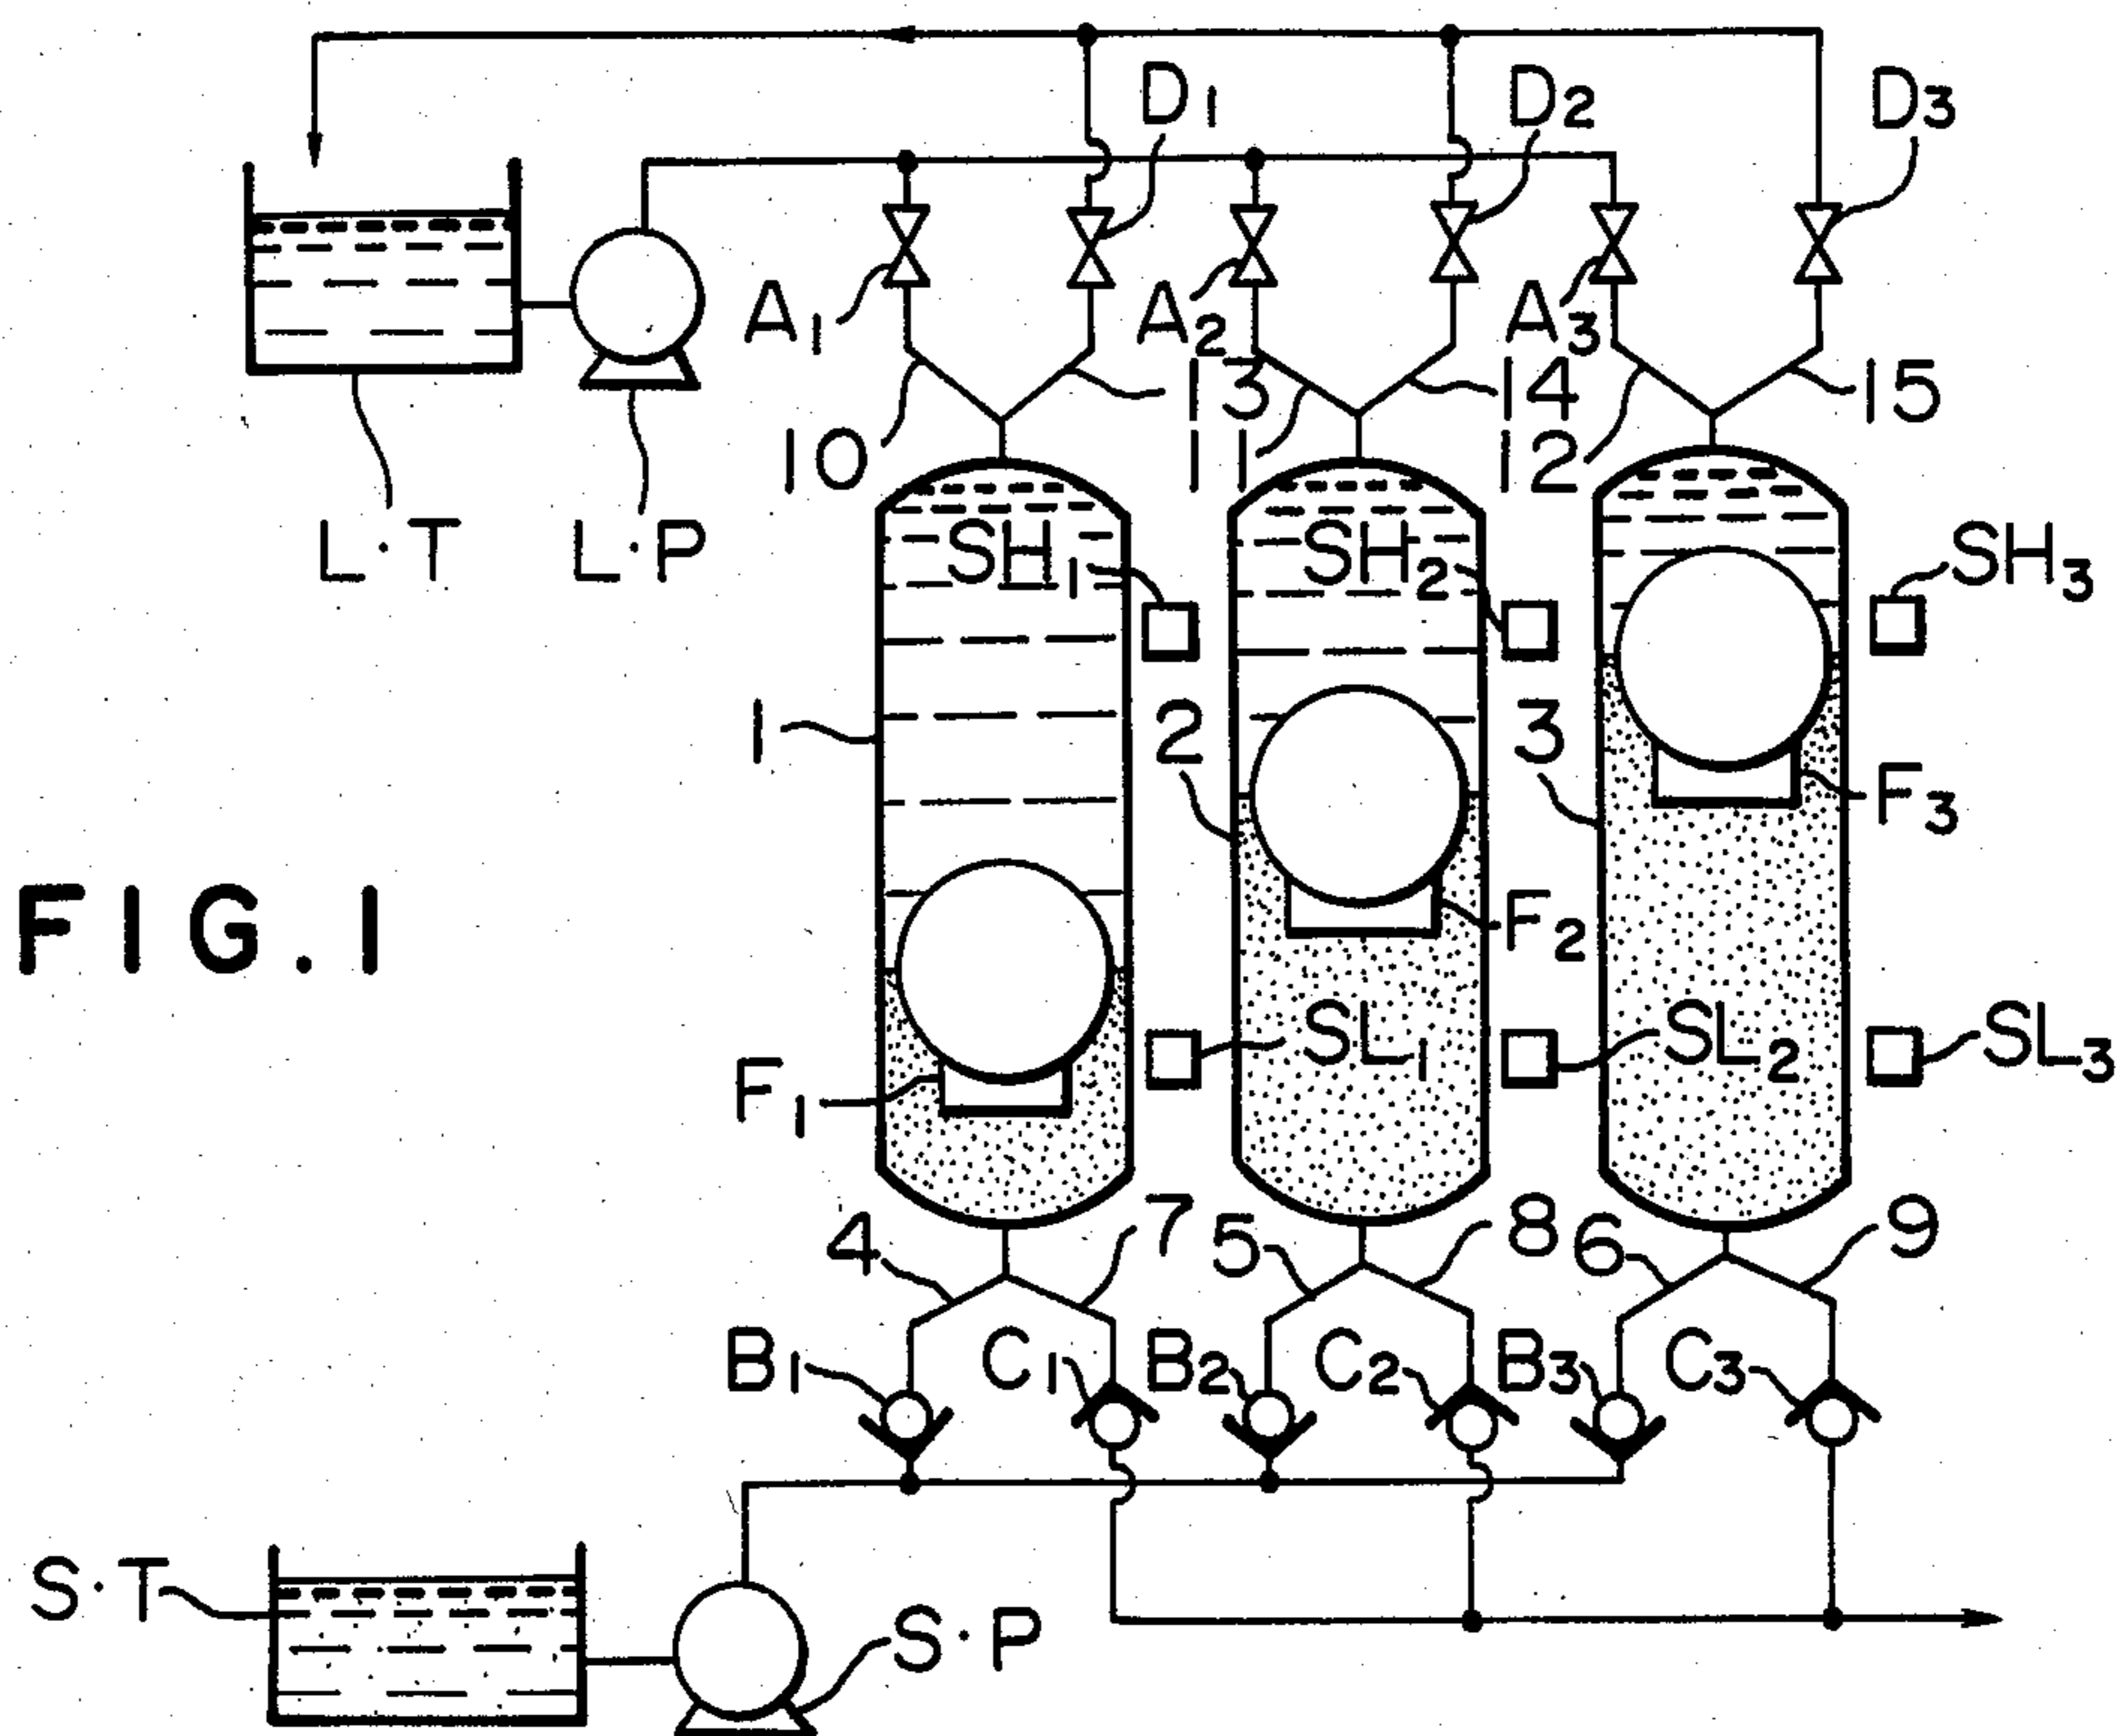 D1 D2 D3
A1 A2 A3
10 13 11 14 12 15
L·T L·P
SH1 SH2 SH3
1 2 3
F3
FIG.1
F2
SL1 SL2 SL3
F1
4 7 5 8 6 9
B1 C1 B2 C2 B3 C3
S·T
S·P